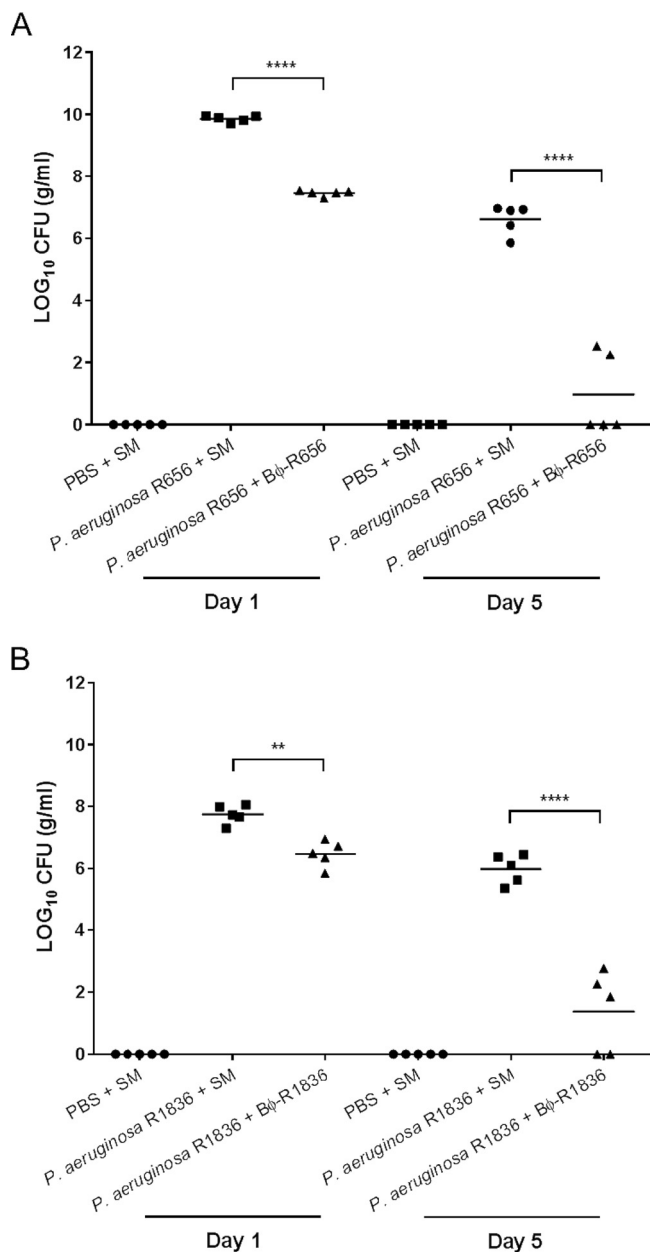 A
12
10
8
6
4
2
0
LOG10 CFU (g/ml)
****
****
PBS + SM
P. aeruginosa R656 + SM
P. aeruginosa R656 + Bϕ-R656
PBS + SM
P. aeruginosa R656 + SM
P. aeruginosa R656 + Bϕ-R656
Day 1
Day 5
B
12
10
8
6
4
2
0
LOG10 CFU (g/ml)
**
****
PBS + SM
P. aeruginosa R1836 + SM
P. aeruginosa R1836 + Bϕ-R1836
PBS + SM
P. aeruginosa R1836 + SM
P. aeruginosa R1836 + Bϕ-R1836
Day 1
Day 5